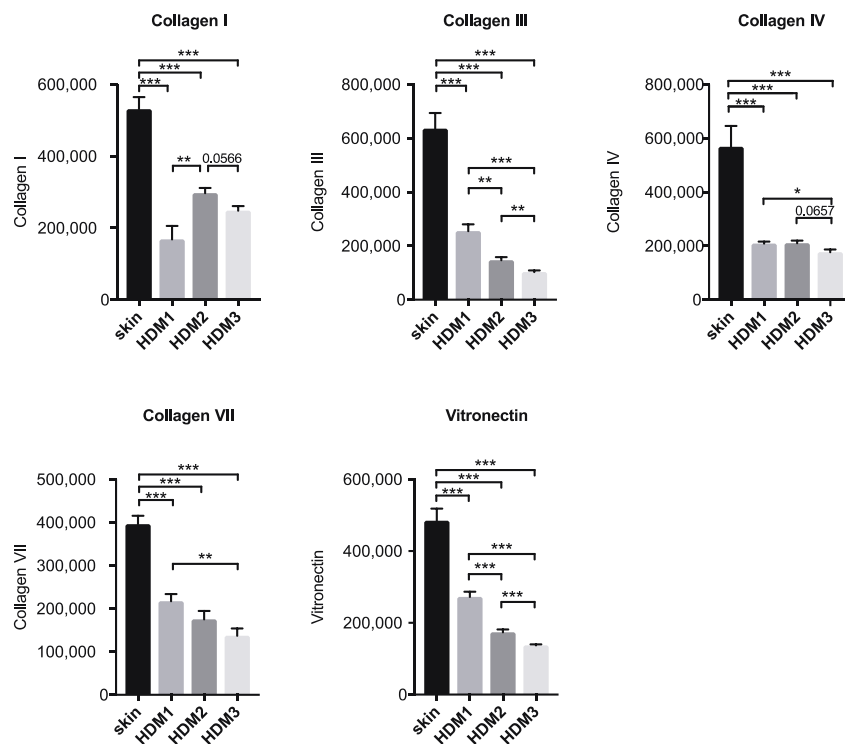 Collagen I
***
***
***
**
0.0566
600,000
400,000
200,000
0
Collagen I
skin
HDM1
HDM2
HDM3
Collagen III
***
***
***
***
**
**
800,000
600,000
400,000
200,000
0
Collagen III
skin
HDM1
HDM2
HDM3
Collagen IV
***
***
***
*
0.0657
800,000
600,000
400,000
200,000
0
Collagen IV
skin
HDM1
HDM2
HDM3
Collagen VII
***
***
***
**
500,000
400,000
300,000
200,000
100,000
0
Collagen VII
skin
HDM1
HDM2
HDM3
Vitronectin
***
***
***
***
***
***
600,000
400,000
200,000
0
Vitronectin
skin
HDM1
HDM2
HDM3